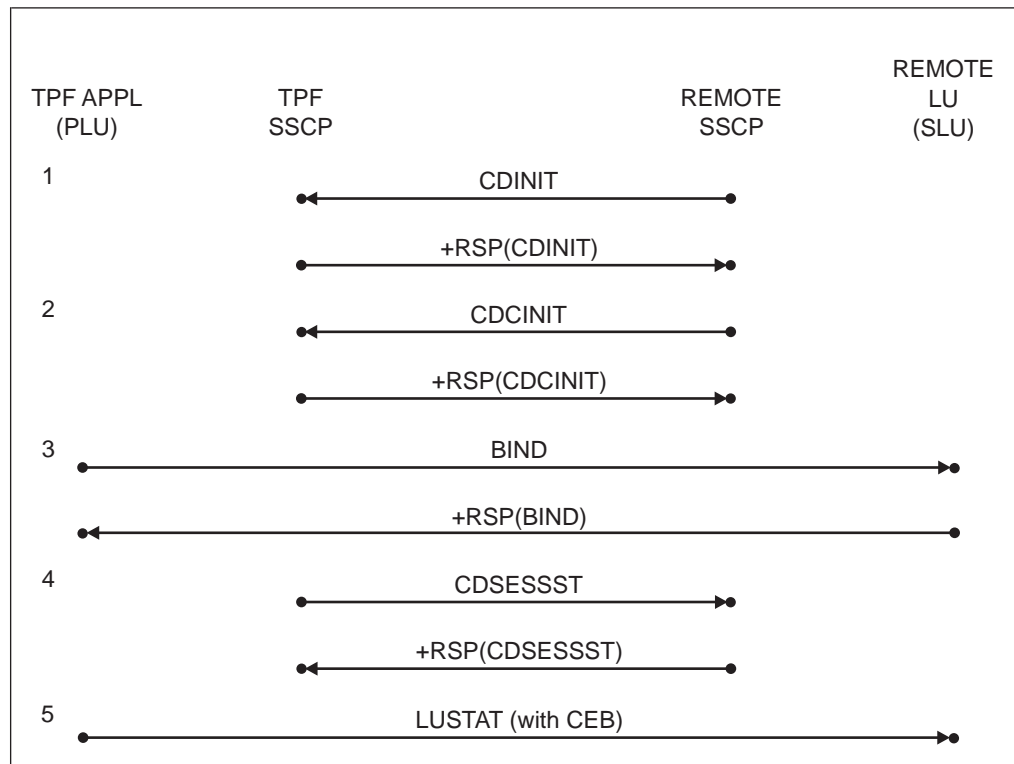 TPF APPL
(PLU)
TPF
SSCP
REMOTE
SSCP
REMOTE
LU
(SLU)
1
CDINIT
+RSP(CDINIT)
2
CDCINIT
+RSP(CDCINIT)
3
BIND
+RSP(BIND)
4
CDSESSST
+RSP(CDSESSST)
5
LUSTAT (with CEB)